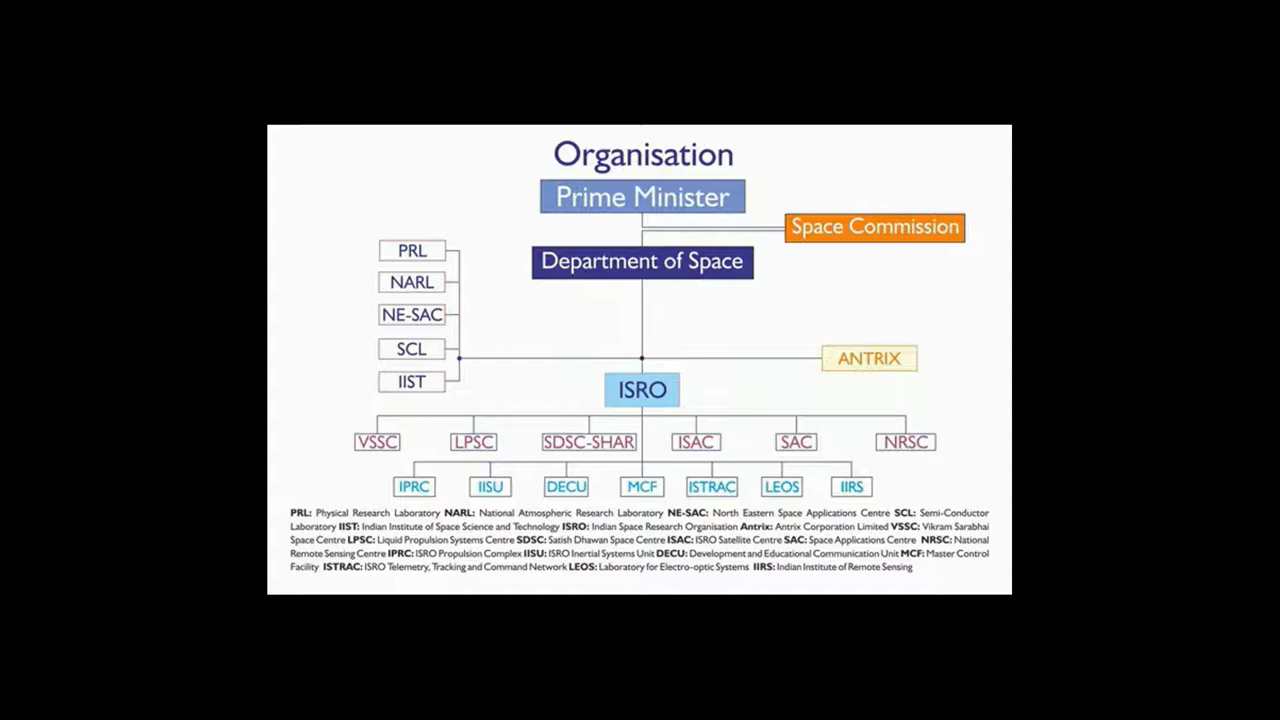 Organisation
Prime Minister
Space Commission
Department of Space
PRL
NARL
NE-SAC
SCL
IIST
ANTRIX
ISRO
VSSC LPSC SDSC-SHAR ISAC SAC NRSC
IPRC IISU DECU MCF ISTRAC LEOS IIRS
PRL: Physical Research Laboratory NARL: National Atmospheric Research Laboratory NE-SAC: North Eastern Space Applications Centre SCL: Semi-Conductor
Laboratory IIST: Indian Institute of Space Science and Technology ISRO: Indian Space Research Organisation Antrix: Antrix Corporation Limited VSSC: Vikram Sarabhai
Space Centre LPSC: Liquid Propulsion Systems Centre SDSC: Satish Dhawan Space Centre ISAC: ISRO Satellite Centre SAC: Space Applications Centre NRSC: National
Remote Sensing Centre IPRC: ISRO Propulsion Complex IISU: ISRO Inertial Systems Unit DECU: Development and Educational Communication Unit MCF: Master Control
Facility ISTRAC: ISRO Telemetry, Tracking and Command Network LEOS: Laboratory for Electro-optic Systems IIRS: Indian Institute of Remote Sensing